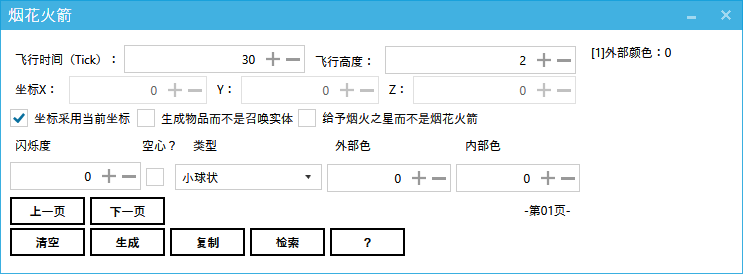 烟花火箭
飞行时间（Tick）： 30 飞行高度： 2 [1]外部颜色：0
坐标X： 0 Y： 0 Z： 0
坐标采用当前坐标 生成物品而不是召唤实体 给予烟火之星而不是烟花火箭
闪烁度 空心？ 类型 外部色 内部色
0 小球状 0 0
上一页 下一页 -第01页-
清空 生成 复制 检索 ?